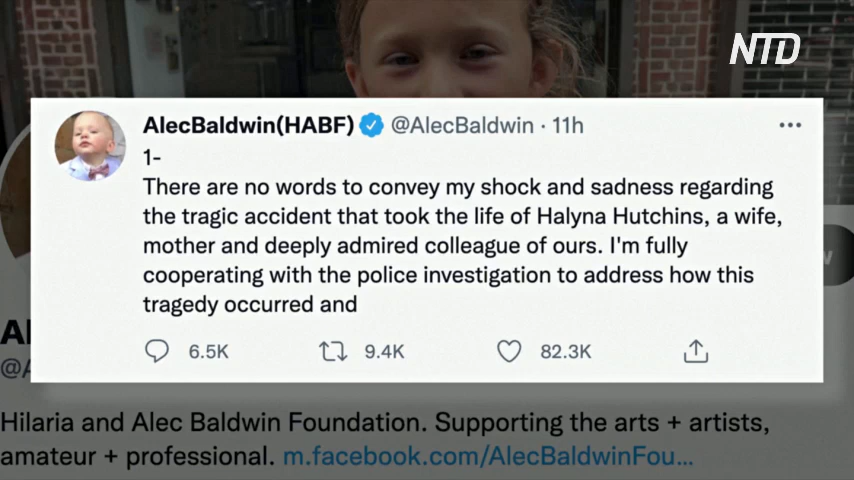 NTD
AlecBaldwin(HABF) @AlecBaldwin · 11h
1-
There are no words to convey my shock and sadness regarding
the tragic accident that took the life of Halyna Hutchins, a wife,
mother and deeply admired colleague of ours. I'm fully
cooperating with the police investigation to address how this
tragedy occurred and
6.5K 9.4K 82.3K
Hilaria and Alec Baldwin Foundation. Supporting the arts + artists,
amateur + professional. m.facebook.com/AlecBaldwinFou...